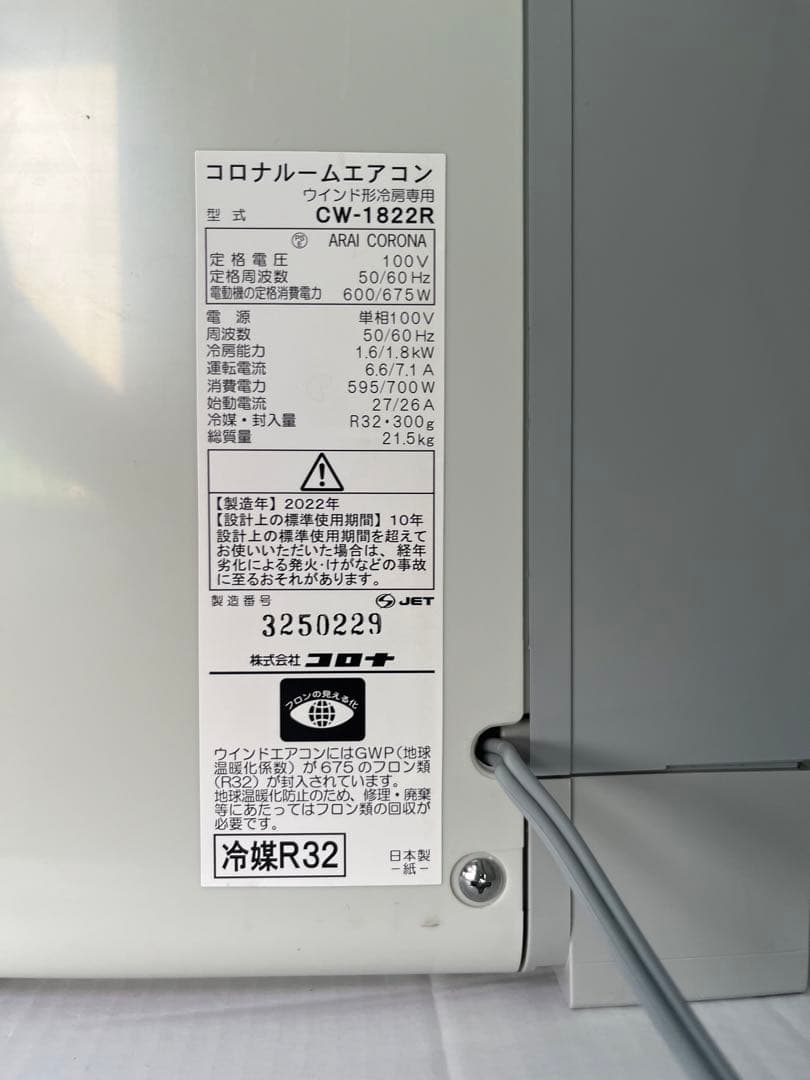 コロナルームエアコン
ウインド形冷房専用
型式 CW-1822R
PSE ARAI CORONA
定格電圧 100V
定格周波数 50/60Hz
電動機の定格消費電力 600/675W
電源 単相100V
周波数 50/60Hz
冷房能力 1.6/1.8kW
運転電流 6.6/7.1A
消費電力 595/700W
始動電流 27/26A
冷媒・封入量 R32・300g
総質量 21.5kg
【製造年】2022年
【設計上の標準使用期間】10年
設計上の標準使用期間を超えて
お使いいただいた場合は、経年
劣化による発火・けがなどの事故
に至るおそれがあります。
製造番号 JET
3250229
株式会社コロナ
フロンの見える化
ウインドエアコンにはGWP(地球
温暖化係数)が675のフロン類
(R32)が封入されています。
地球温暖化防止のため、修理・廃棄
等にあたってはフロン類の回収が
必要です。
冷媒R32
日本製
-紙-